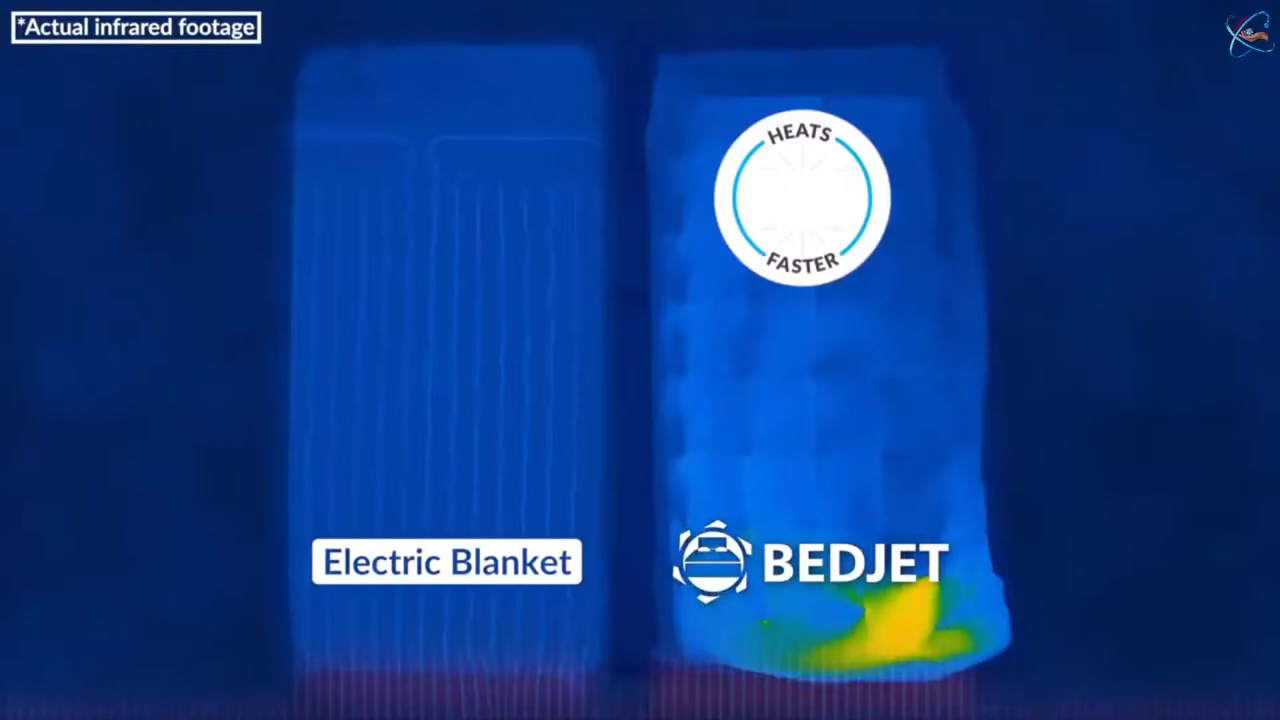 *Actual infrared footage
HEATS
FASTER
Electric Blanket
BEDJET